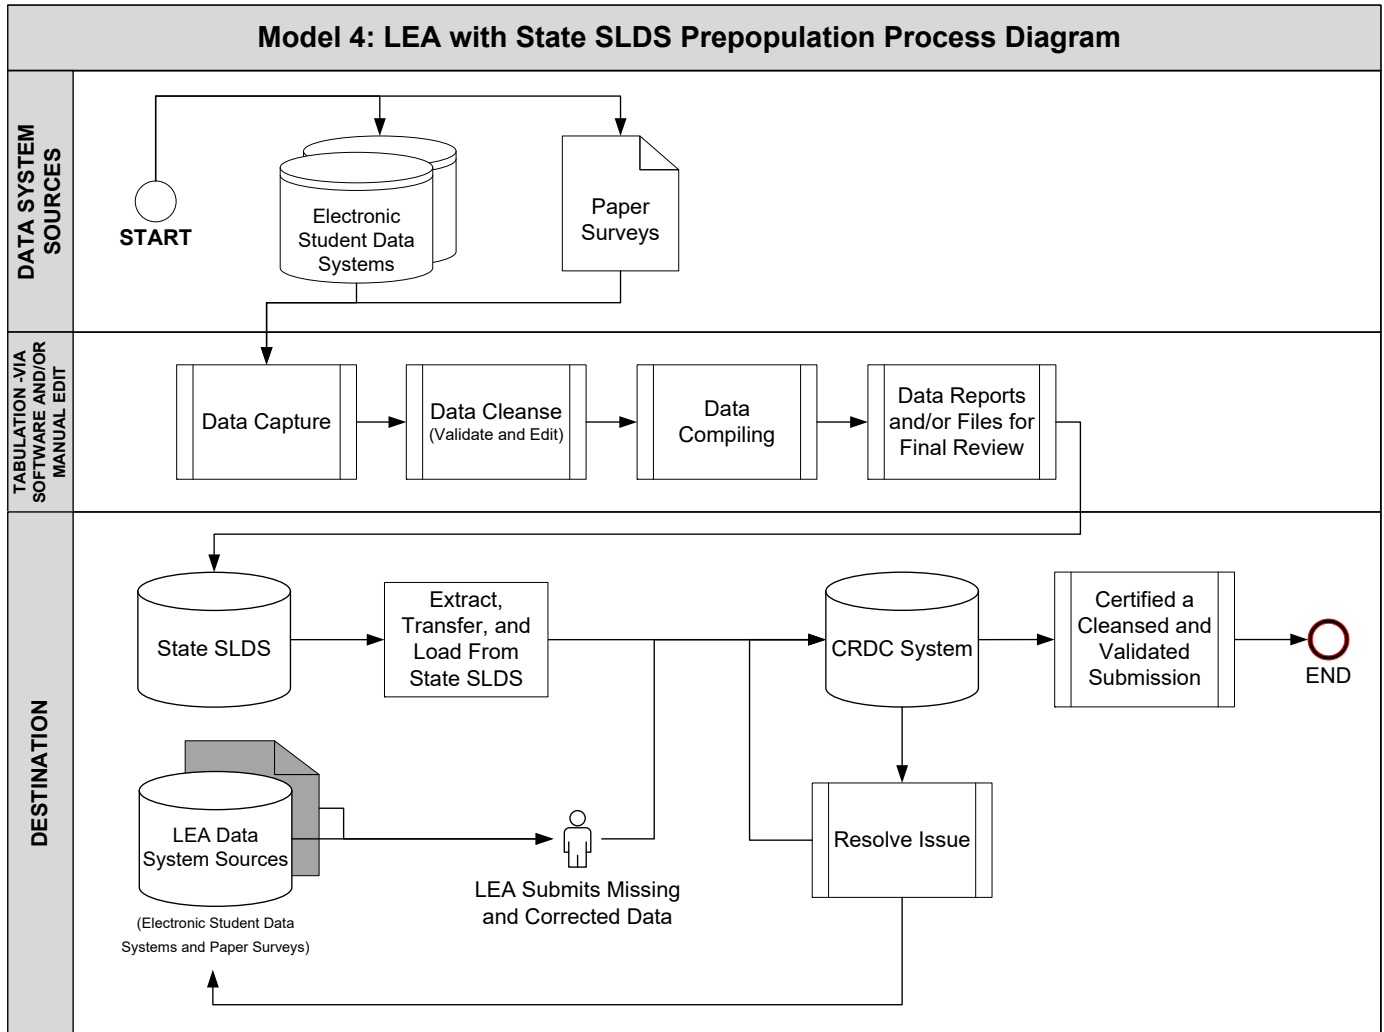 Model 4: LEA with State SLDS Prepopulation Process Diagram
DATA SYSTEM
SOURCES
START
Electronic
Student Data
Systems
Paper
Surveys
TABULATION -VIA
SOFTWARE AND/OR
MANUAL EDIT
Data Capture
Data Cleanse
(Validate and Edit)
Data
Compiling
Data Reports
and/or Files for
Final Review
DESTINATION
State SLDS
Extract,
Transfer, and
Load From
State SLDS
CRDC System
Certified a
Cleansed and
Validated
Submission
END
LEA Data
System Sources
(Electronic Student Data
Systems and Paper Surveys)
LEA Submits Missing
and Corrected Data
Resolve Issue